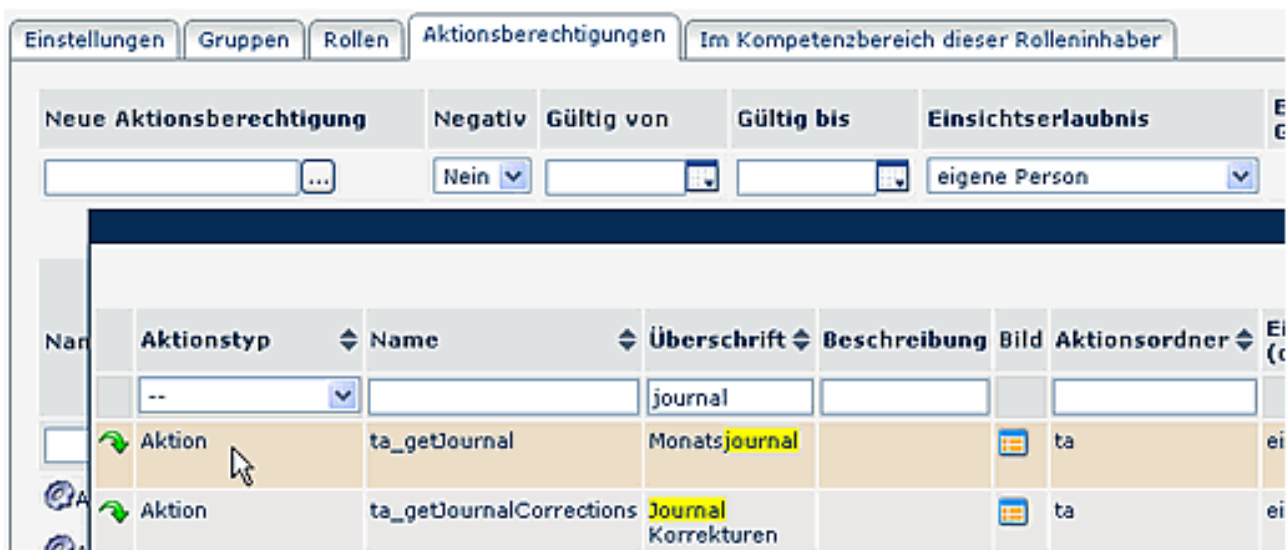 Einstellungen Gruppen Rollen Aktionsberechtigungen Im Kompetenzbereich dieser Rolleninhaber
Neue Aktionsberechtigung Negativ Gültig von Gültig bis Einsichtserlaubnis
... Nein eigene Person
Aktionstyp Name Überschrift Beschreibung Bild Aktionsordner
-- journal
Aktion ta_getJournal Monatsjournal ta
Aktion ta_getJournalCorrections Journal ta
Korrekturen